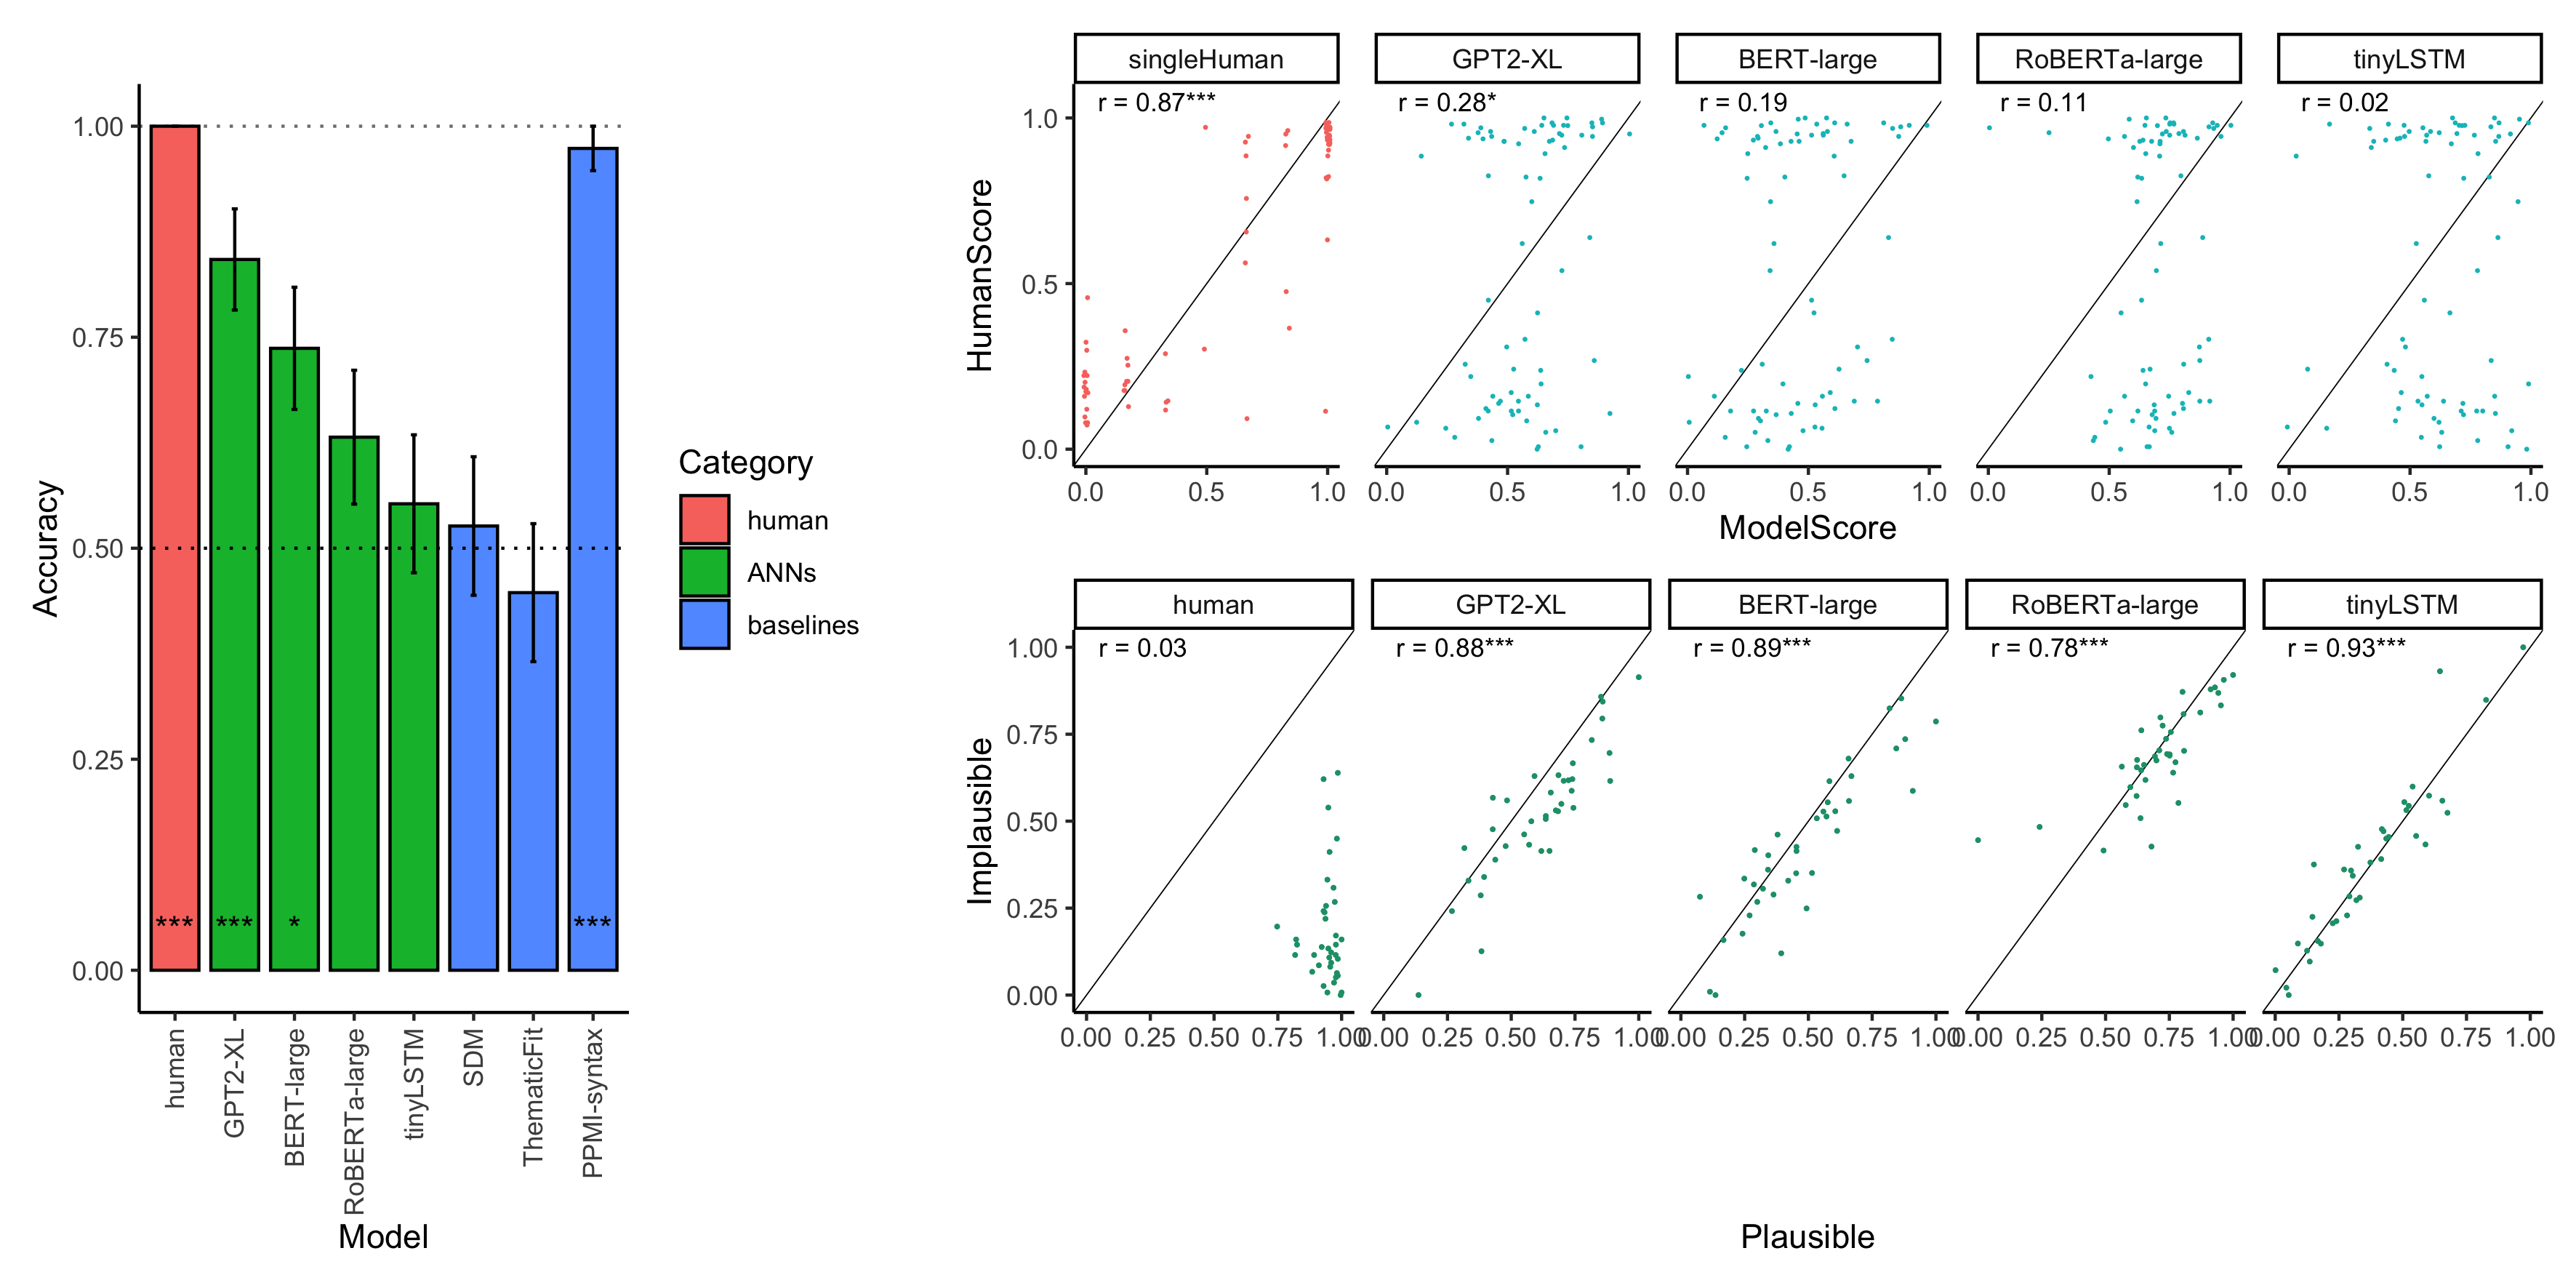 Accuracy
1.00
0.75
0.50
0.25
0.00
*** *** * ***
human
GPT2-XL
BERT-large
RoBERTa-large
tinyLSTM
SDM
ThematicFit
PPMI-syntax
Model
Category
human
ANNs
baselines
singleHuman GPT2-XL BERT-large RoBERTa-large tinyLSTM
r = 0.87*** r = 0.28* r = 0.19 r = 0.11 r = 0.02
HumanScore
1.0
0.5
0.0
0.0 0.5 1.0 0.0 0.5 1.0 0.0 0.5 1.0 0.0 0.5 1.0 0.0 0.5 1.0
ModelScore
human GPT2-XL BERT-large RoBERTa-large tinyLSTM
r = 0.03 r = 0.88*** r = 0.89*** r = 0.78*** r = 0.93***
Implausible
1.00
0.75
0.50
0.25
0.00
0.00 0.25 0.50 0.75 1.00 0.00 0.25 0.50 0.75 1.00 0.00 0.25 0.50 0.75 1.00 0.00 0.25 0.50 0.75 1.00 0.00 0.25 0.50 0.75 1.00
Plausible